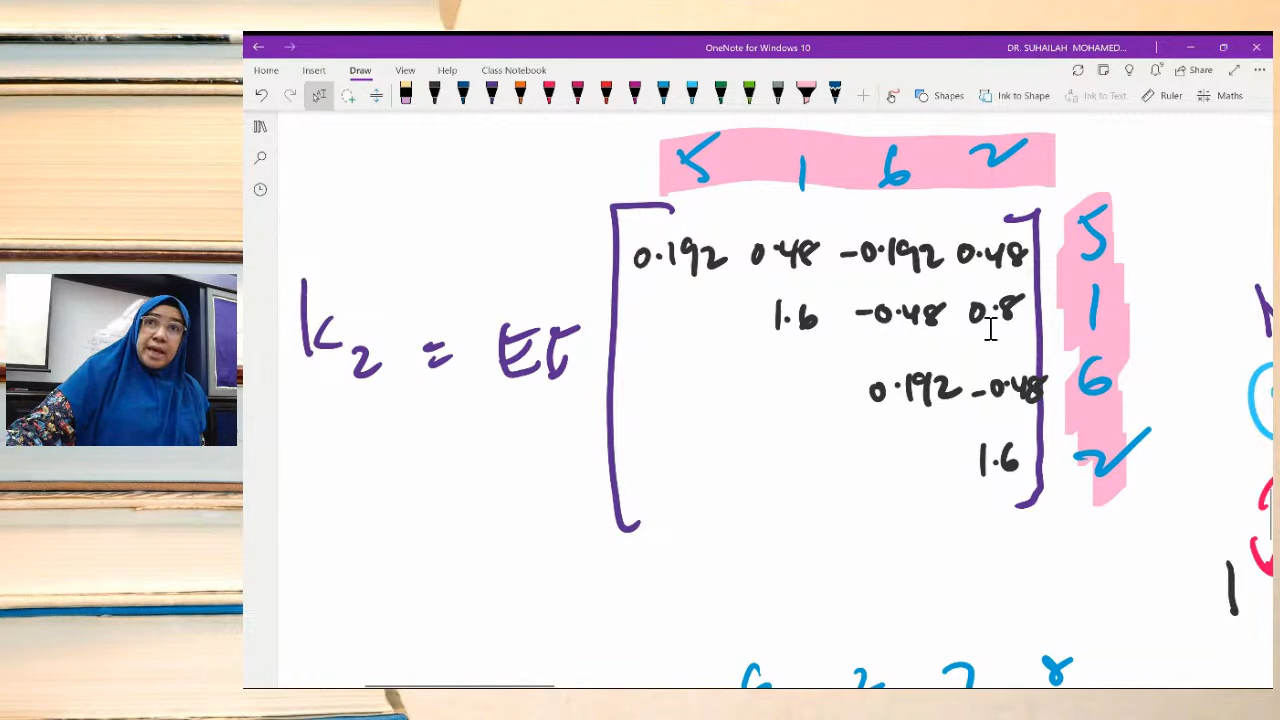 OneNote for Windows 10
DR. SUHAILAH MOHAMED...
Home Insert Draw View Help Class Notebook
Share
Shapes Ink to Shape Ink to Text Ruler Maths
5 1 6 2
0.192 0.48 -0.192 0.48 5
1.6 -0.48 0.8 1
k2 = EI
0.192 -0.48 6
1.6 2
7 8